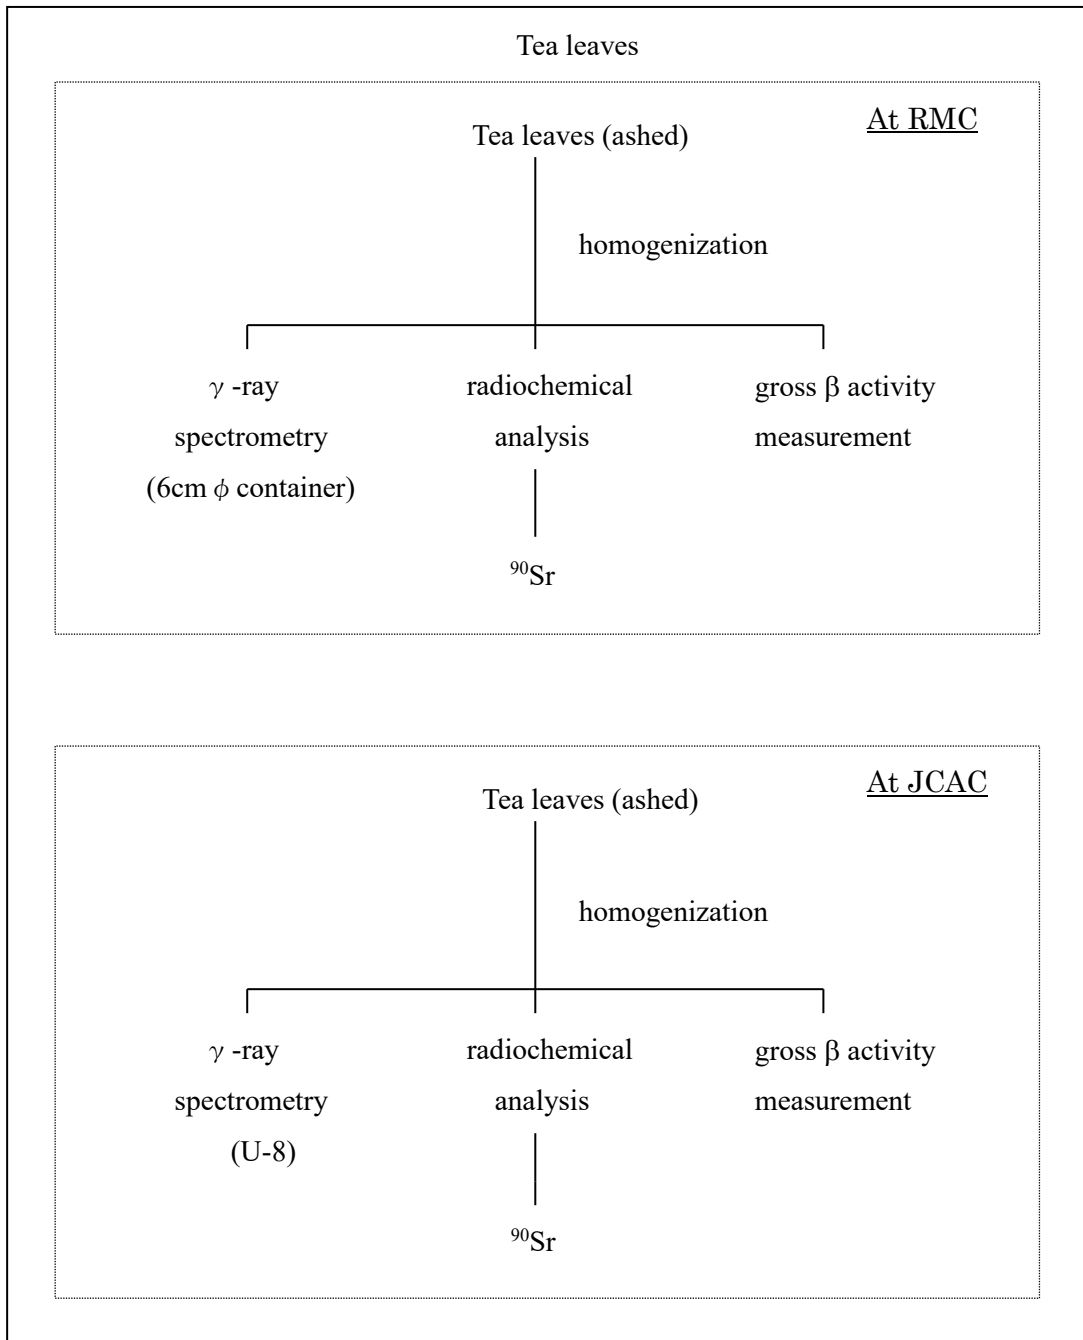 Tea leaves
At RMC
Tea leaves (ashed)
homogenization
γ -ray
spectrometry
(6cm ϕ container)
radiochemical
analysis
⁹⁰Sr
gross β activity
measurement
At JCAC
Tea leaves (ashed)
homogenization
γ -ray
spectrometry
(U-8)
radiochemical
analysis
⁹⁰Sr
gross β activity
measurement